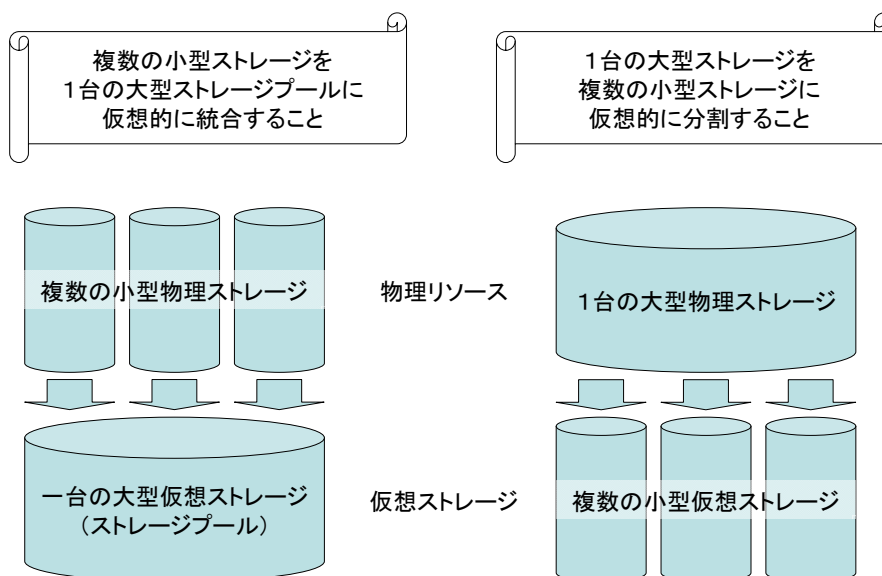 複数の小型ストレージを
１台の大型ストレージプールに
仮想的に統合すること
１台の大型ストレージを
複数の小型ストレージに
仮想的に分割すること
複数の小型物理ストレージ
物理リソース
１台の大型物理ストレージ
一台の大型仮想ストレージ
（ストレージプール）
仮想ストレージ
複数の小型仮想ストレージ